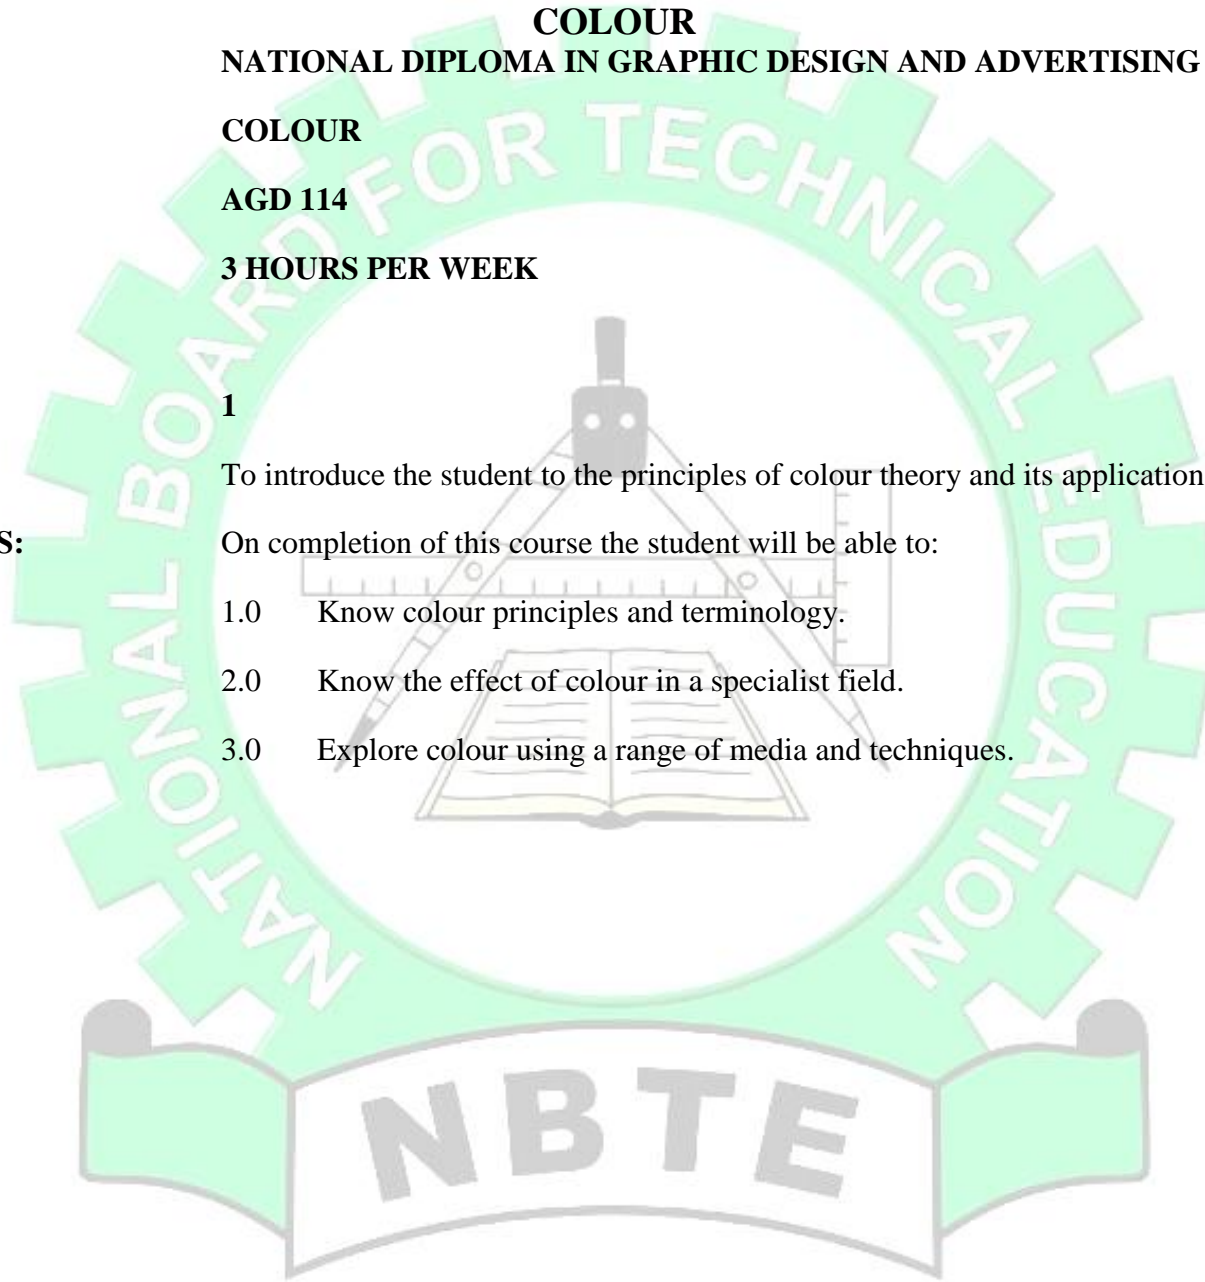 COLOUR
NATIONAL DIPLOMA IN GRAPHIC DESIGN AND ADVERTISING
COLOUR
AGD 114
3 HOURS PER WEEK
1
To introduce the student to the principles of colour theory and its application
S: On completion of this course the student will be able to:
1.0 Know colour principles and terminology.
2.0 Know the effect of colour in a specialist field.
3.0 Explore colour using a range of media and techniques.
NATIONAL BOARD FOR TECHNICAL EDUCATION
NBTE